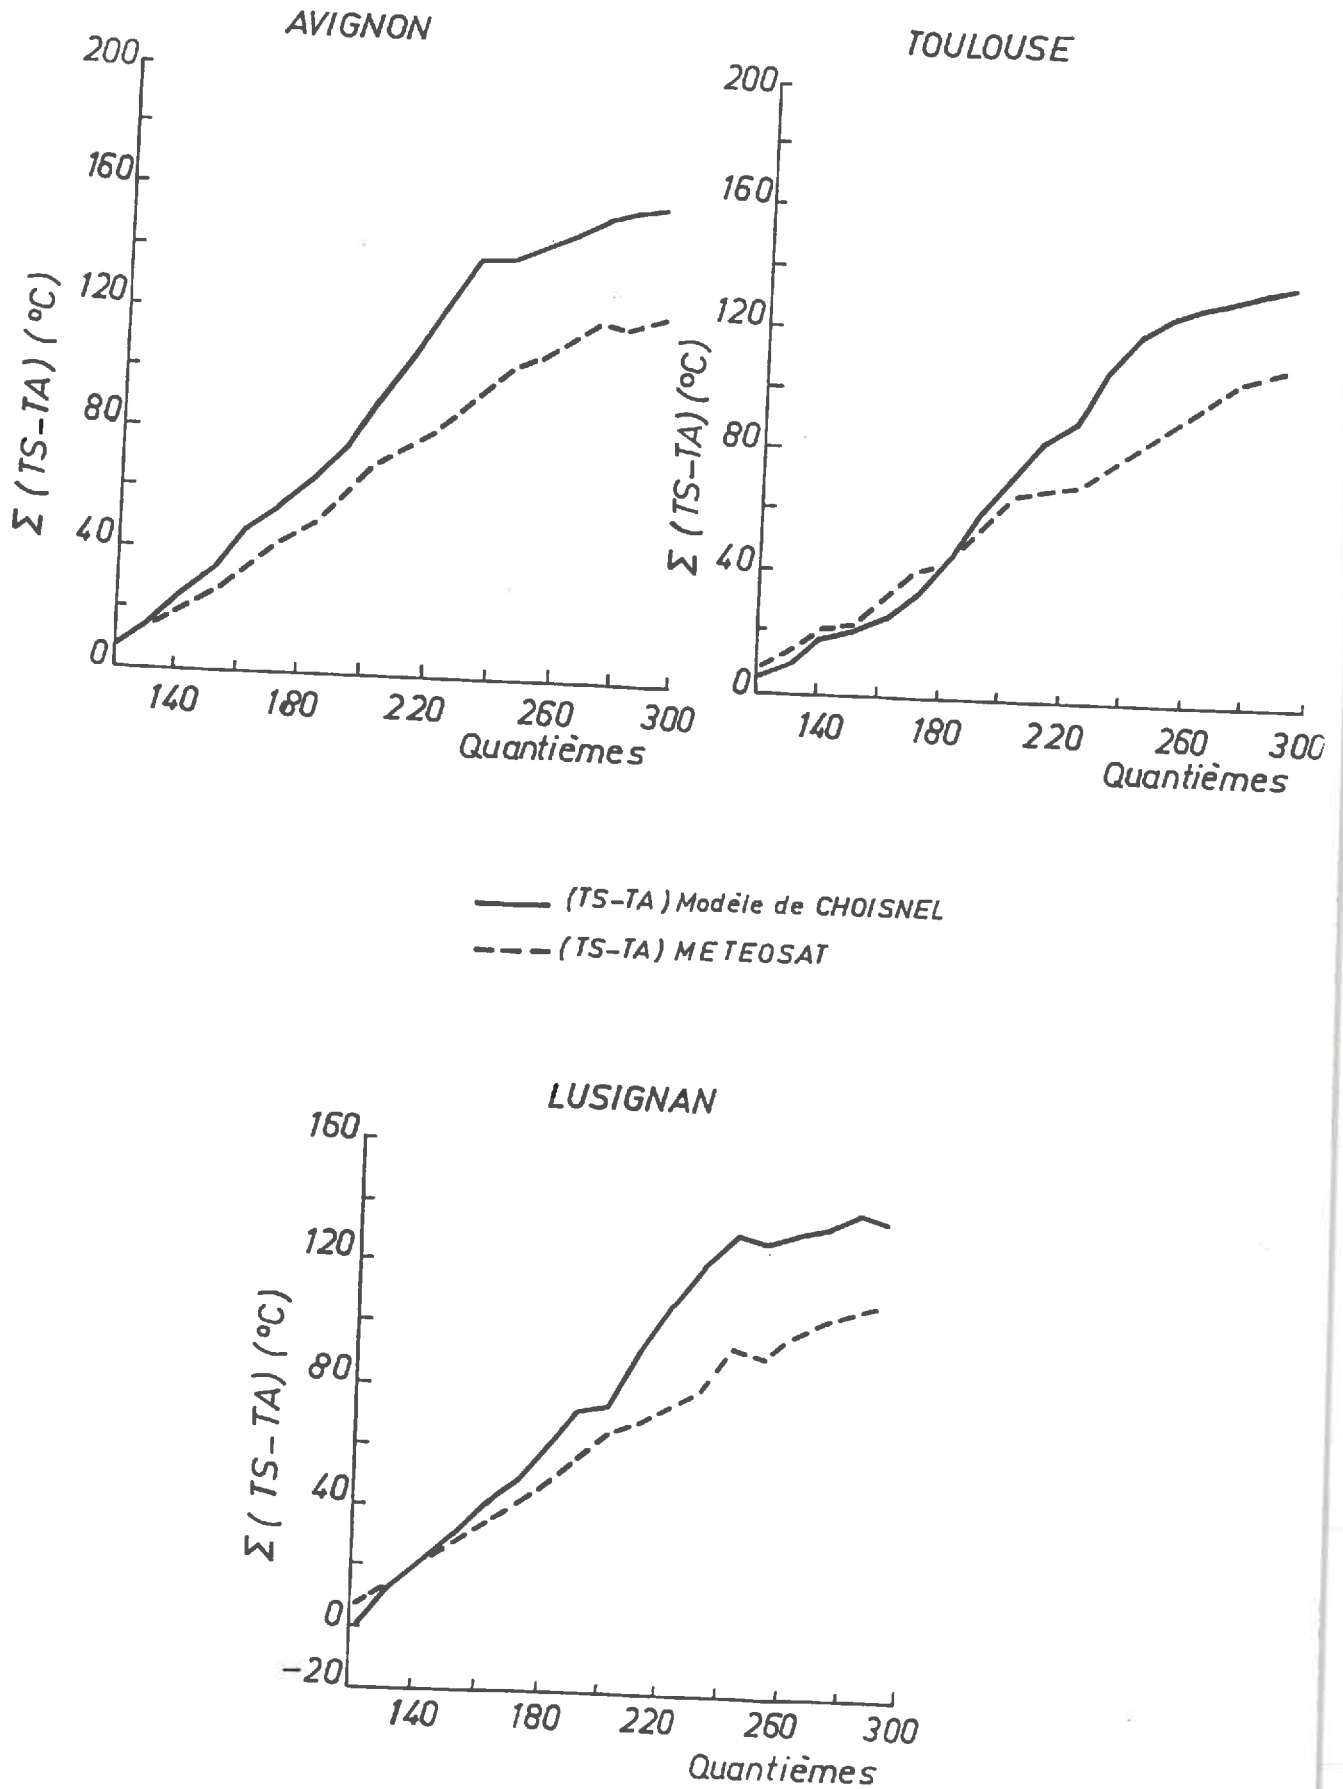 AVIGNON
200
160
120
80
40
0
Σ (TS-TA) (°C)
140 180 220 260 300
Quantièmes
TOULOUSE
200
160
120
80
40
0
Σ (TS-TA) (°C)
140 180 220 260 300
Quantièmes
(TS-TA) Modèle de CHOISNEL
(TS-TA) METEOSAT
LUSIGNAN
160
120
80
40
0
-20
Σ (TS-TA) (°C)
140 180 220 260 300
Quantièmes